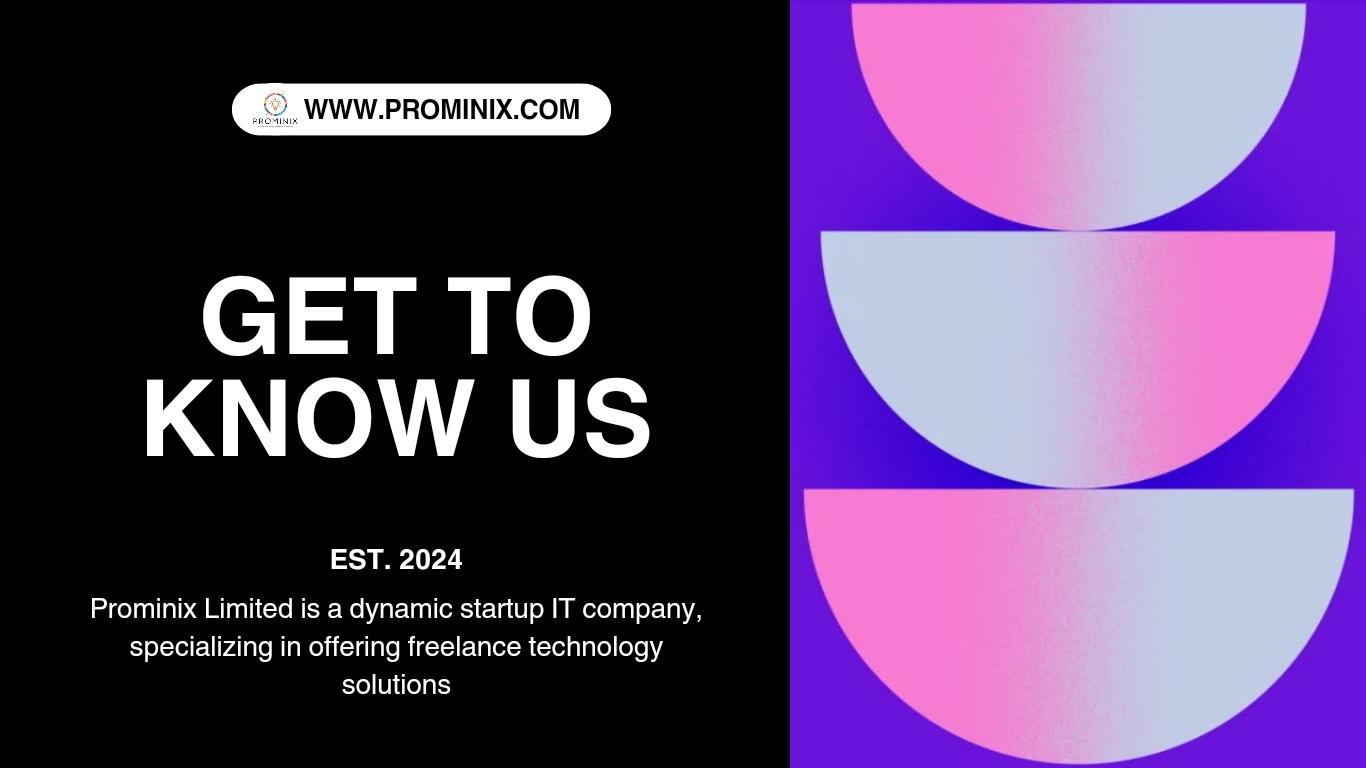 PROMINIX
WWW.PROMINIX.COM
GET TO
KNOW US
EST. 2024
Prominix Limited is a dynamic startup IT company,
specializing in offering freelance technology
solutions